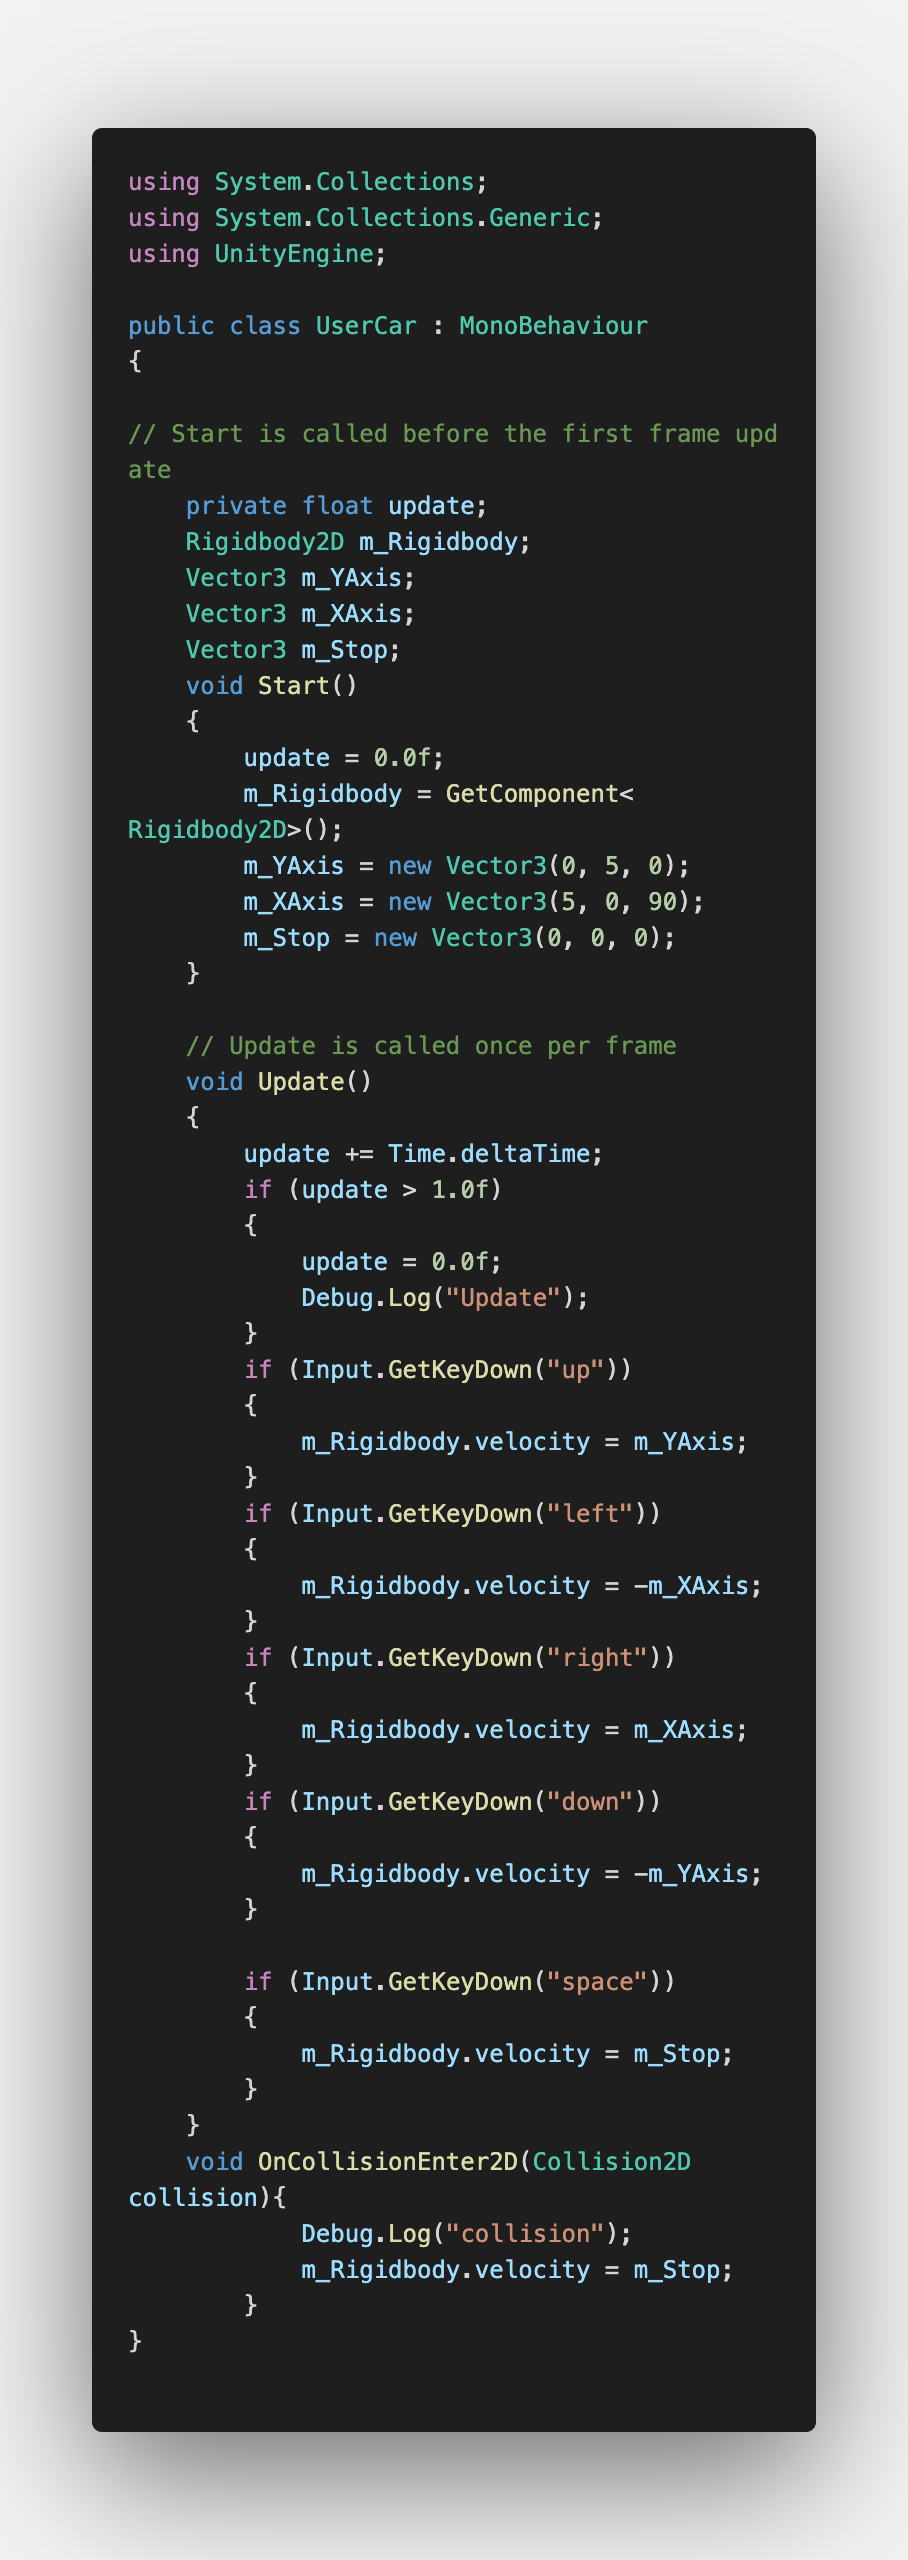 using System.Collections;
using System.Collections.Generic;
using UnityEngine;

public class UserCar : MonoBehaviour
{

// Start is called before the first frame upd
ate
    private float update;
    Rigidbody2D m_Rigidbody;
    Vector3 m_YAxis;
    Vector3 m_XAxis;
    Vector3 m_Stop;
    void Start()
    {
        update = 0.0f;
        m_Rigidbody = GetComponent<
Rigidbody2D>();
        m_YAxis = new Vector3(0, 5, 0);
        m_XAxis = new Vector3(5, 0, 90);
        m_Stop = new Vector3(0, 0, 0);
    }

    // Update is called once per frame
    void Update()
    {
        update += Time.deltaTime;
        if (update > 1.0f)
        {
            update = 0.0f;
            Debug.Log("Update");
        }
        if (Input.GetKeyDown("up"))
        {
            m_Rigidbody.velocity = m_YAxis;
        }
        if (Input.GetKeyDown("left"))
        {
            m_Rigidbody.velocity = -m_XAxis;
        }
        if (Input.GetKeyDown("right"))
        {
            m_Rigidbody.velocity = m_XAxis;
        }
        if (Input.GetKeyDown("down"))
        {
            m_Rigidbody.velocity = -m_YAxis;
        }

        if (Input.GetKeyDown("space"))
        {
            m_Rigidbody.velocity = m_Stop;
        }
    }
    void OnCollisionEnter2D(Collision2D
collision){
            Debug.Log("collision");
            m_Rigidbody.velocity = m_Stop;
        }
}